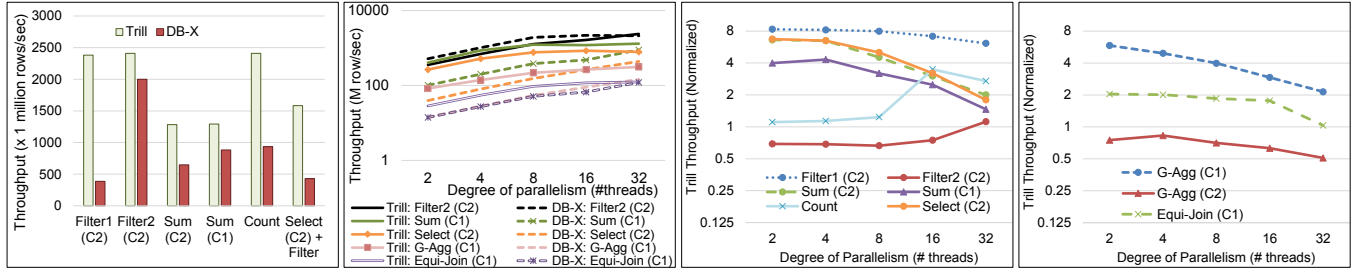 Throughput (x 1 million rows/sec)
3000
2500
2000
1500
1000
500
0
Trill DB-X
Filter1 (C2)
Filter2 (C2)
Sum (C2)
Sum (C1)
Count
Select (C2) + Filter
Throughput (M rows/sec)
10000
100
1
2 4 8 16 32
Degree of parallelism (#threads)
Trill: Filter2 (C2) DB-X: Filter2 (C2)
Trill: Sum (C1) DB-X: Sum (C1)
Trill: Select (C2) DB-X: Select (C2)
Trill: G-Agg (C1) DB-X: G-Agg (C1)
Trill: Equi-Join (C1) DB-X: Equi-Join (C1)
Trill Throughput (Normalized)
8
4
2
1
0.5
0.25
0.125
Filter1 (C2) Filter2 (C2)
Sum (C2) Sum (C1)
Count Select (C2)
2 4 8 16 32
Degree of Parallelism (# threads)
Trill Throughput (Normalized)
8
4
2
1
0.5
0.25
0.125
G-Agg (C1)
G-Agg (C2)
Equi-Join (C1)
2 4 8 16 32
Degree of Parallelism (# threads)